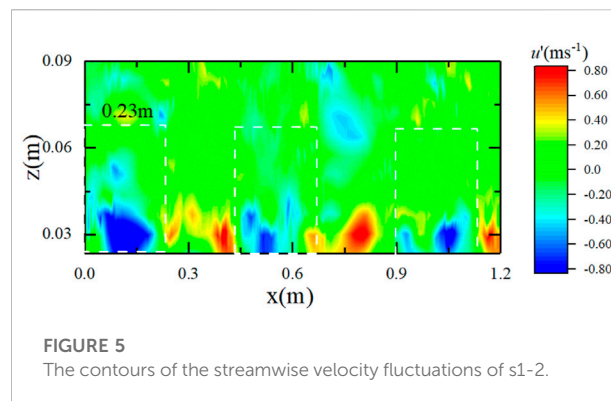 0.09
0.06
0.03
z(m)
0.23m
0.0 0.3 0.6 0.9 1.2
x(m)
u'(ms⁻¹)
0.80
0.60
0.40
0.20
0.00
-0.20
-0.40
-0.60
-0.80
FIGURE 5
The contours of the streamwise velocity fluctuations of s1-2.